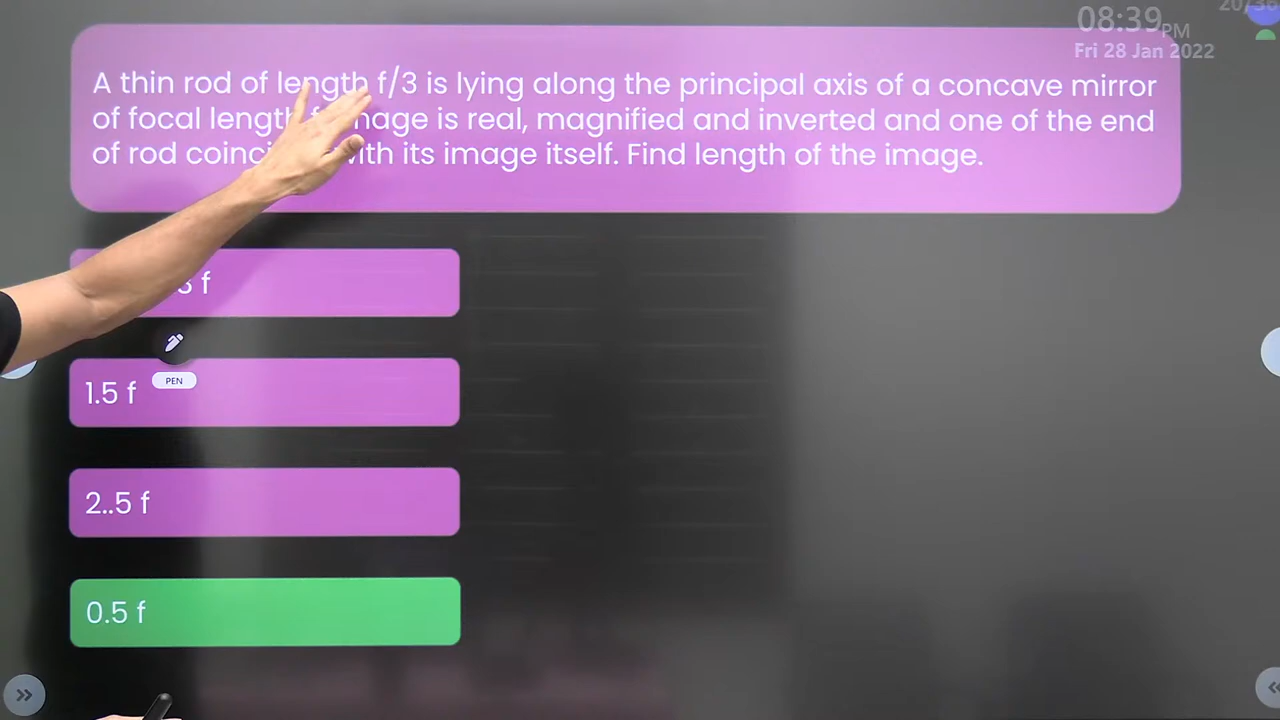 20/36
08:39PM
Fri 28 Jan 2022
A thin rod of length f/3 is lying along the principal axis of a concave mirror
of focal length is real, magnified and inverted and one of the end
of rod with its image itself. Find length of the image.
f
PEN
1.5 f
2..5 f
0.5 f